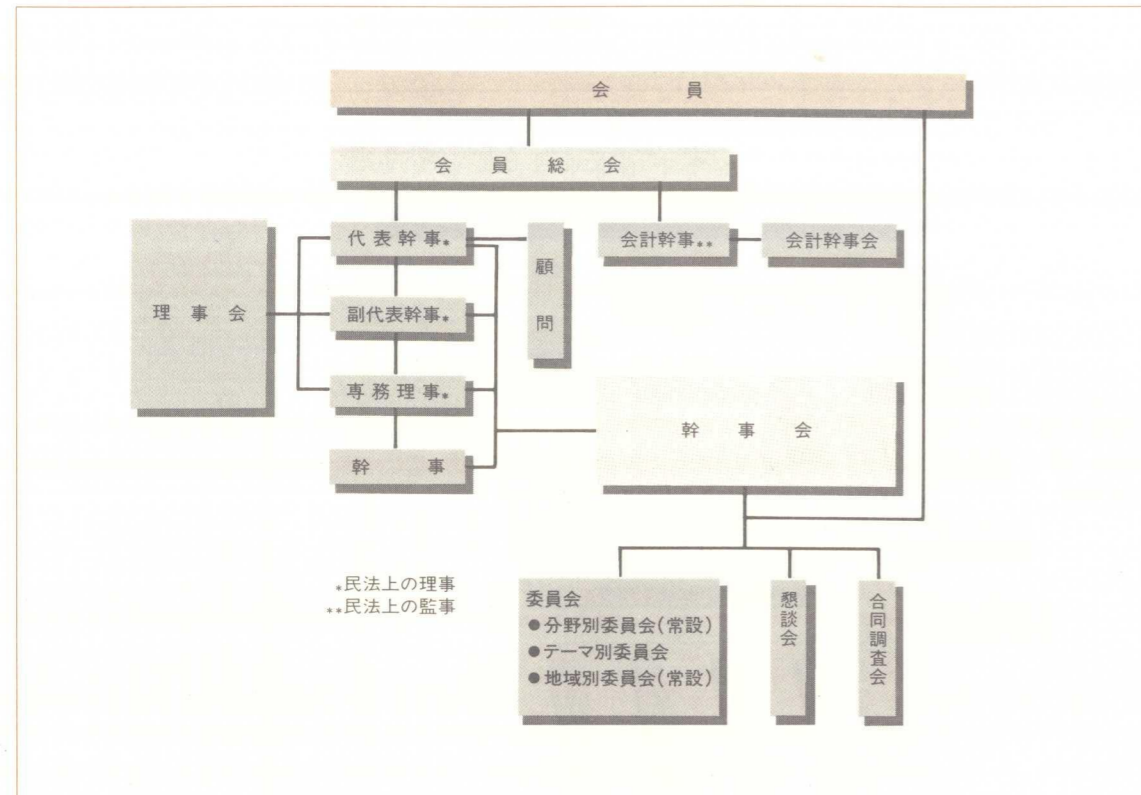 会員
会員総会
代表幹事*
顧問
会計幹事**
会計幹事会
理事会
副代表幹事*
専務理事*
幹事会
幹事
*民法上の理事
**民法上の監事
委員会
●分野別委員会(常設)
●テーマ別委員会
●地域別委員会(常設)
懇談会
合同調査会